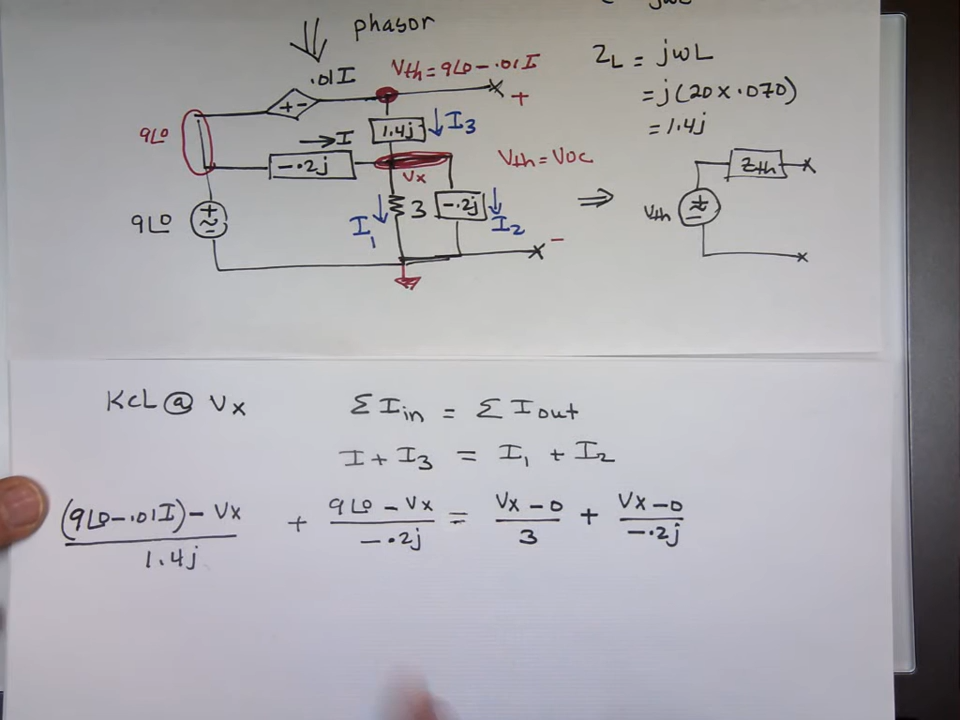 phasor
.01I
Vth = 9∠0 - .01I
+
ZL = jωL
= j(20 x .070)
= 1.4j
9∠0
+ -
1.4j
I3
I
-.2j
Vx
Vth = Voc
⇒
Zth
Vth
+
-
9∠0
+
-
I1
3
-.2j
I2
-
KCL @ Vx
ΣIin = ΣIout
I + I3 = I1 + I2
(9∠0 - .01I) - Vx / 1.4j + 9∠0 - Vx / -.2j = Vx - 0 / 3 + Vx - 0 / -.2j